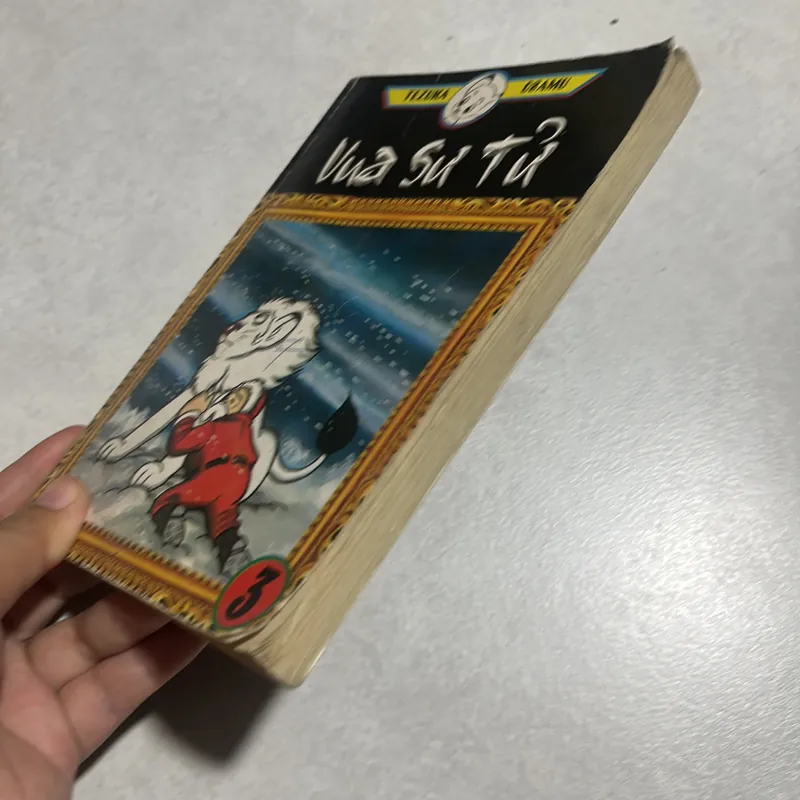 TEZUKA OSAMU
Vua Sư Tử
3